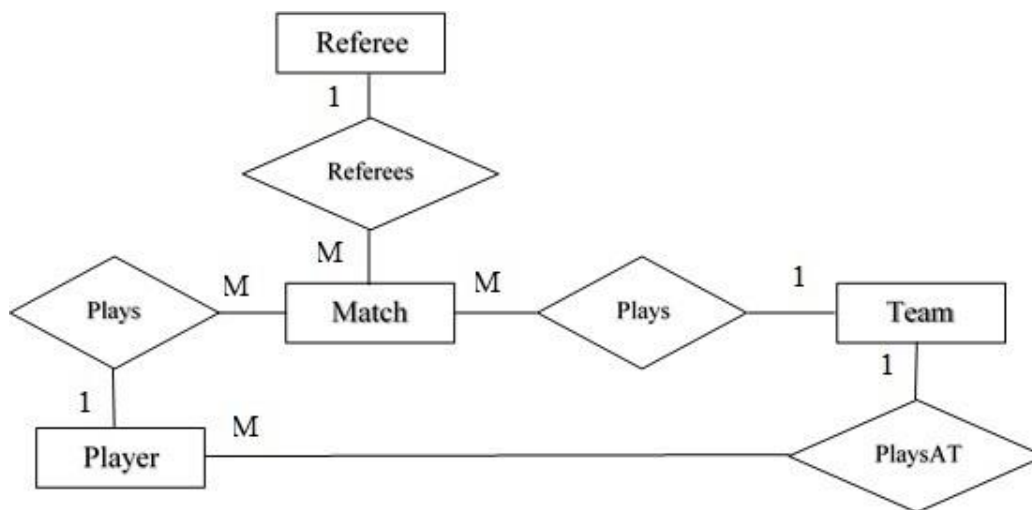 Referee
1
Referees
M
Plays
M
Match
M
Plays
1
Team
1
1
Player
M
PlaysAT